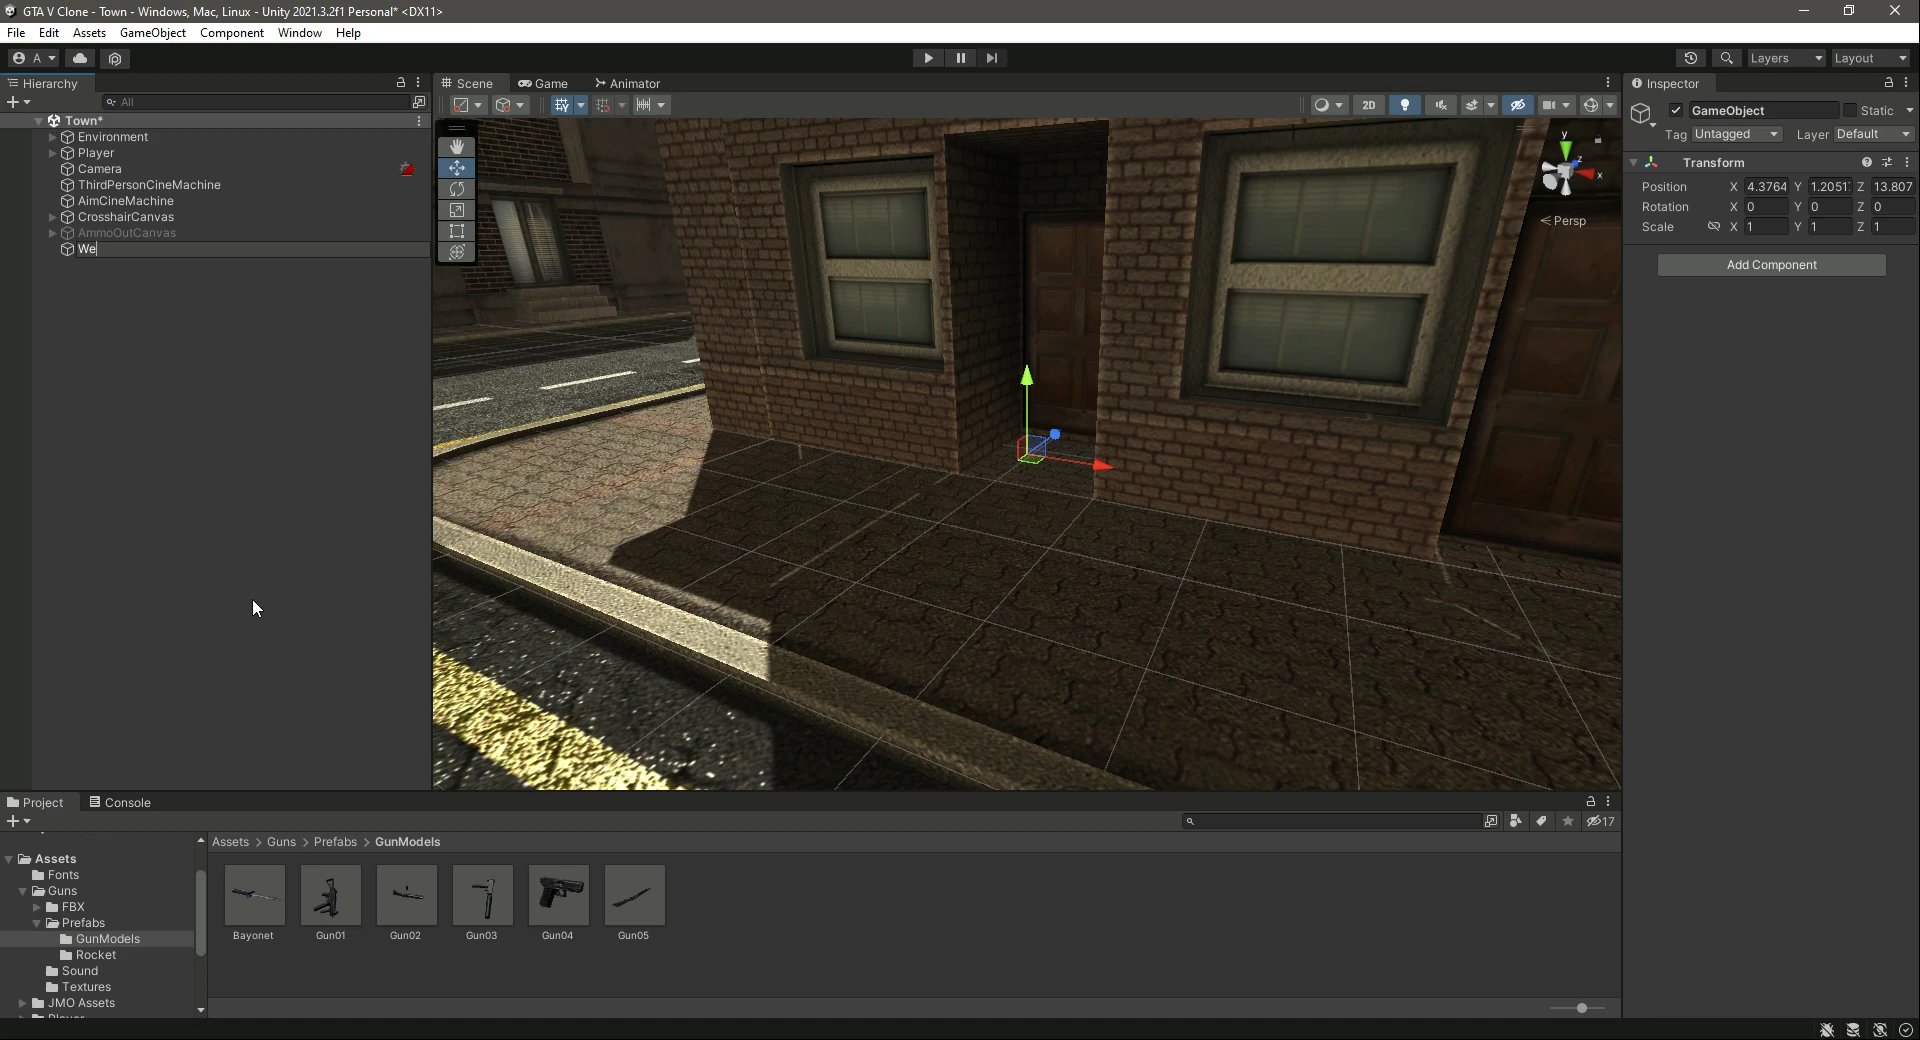 GTA V Clone - Town - Windows, Mac, Linux - Unity 2021.3.2f1 Personal* <DX11>
File Edit Assets GameObject Component Window Help
A Layers Layout
Hierarchy Scene Game Animator Inspector
All 2D GameObject Static
Tag Untagged Layer Default
Town*
Environment
Player
Camera
ThirdPersonCineMachine
AimCineMachine
CrosshairCanvas
AmmoOutCanvas
We
y
z
x
Persp
Transform
Position X 4.3764 Y 1.2051 Z 13.807
Rotation X 0 Y 0 Z 0
Scale X 1 Y 1 Z 1
Add Component
Project Console
17
Assets > Guns > Prefabs > GunModels
Assets
Fonts
Guns
FBX
Prefabs
GunModels
Rocket
Sound
Textures
JMO Assets
Bayonet Gun01 Gun02 Gun03 Gun04 Gun05